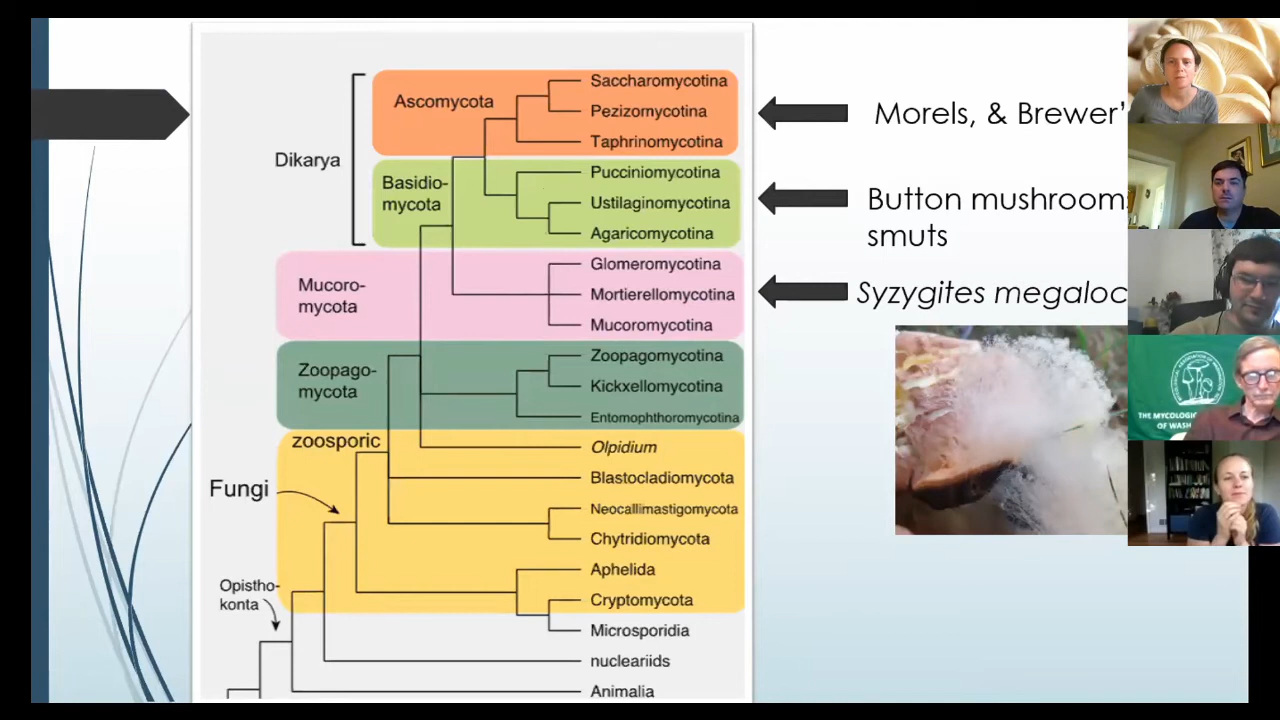 Saccharomycotina
Ascomycota
Pezizomycotina
Taphrinomycotina
Dikarya
Basidio-
mycota
Pucciniomycotina
Ustilaginomycotina
Agaricomycotina
Mucoro-
mycota
Glomeromycotina
Mortierellomycotina
Mucoromycotina
Zoopago-
mycota
Zoopagomycotina
Kickxellomycotina
Entomophthoromycotina
zoosporic
Olpidium
Blastocladiomycota
Fungi
Neocallimastigomycota
Chytridiomycota
Aphelida
Opistho-
konta
Cryptomycota
Microsporidia
nucleariids
Animalia
Morels, & Brewer'
Button mushroom
smuts
Syzygites megaloc
THE MYCOLOGIC
OF WASH